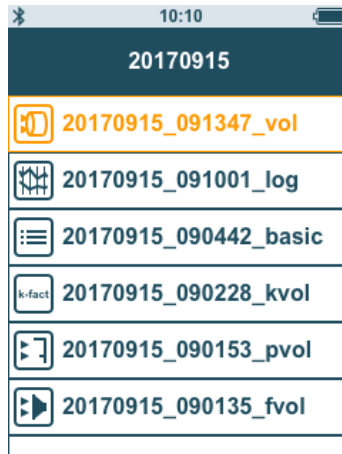 10:10
20170915
20170915_091347_vol
20170915_091001_log
20170915_090442_basic
k-fact 20170915_090228_kvol
20170915_090153_pvol
20170915_090135_fvol